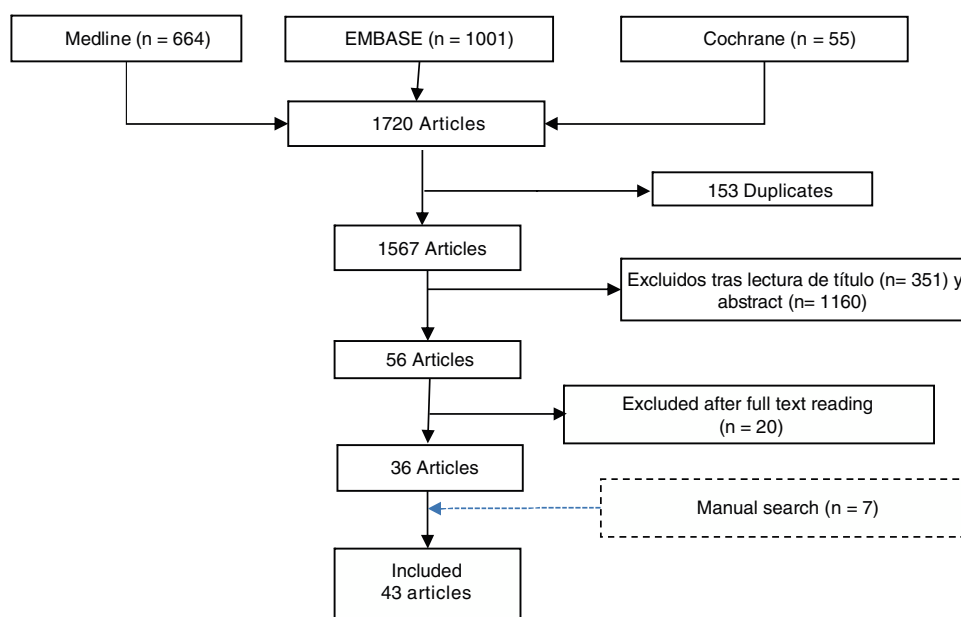 Medline (n = 664)
EMBASE (n = 1001)
Cochrane (n = 55)
1720 Articles
153 Duplicates
1567 Articles
Excluidos tras lectura de título (n= 351) y
abstract (n= 1160)
56 Articles
Excluded after full text reading
(n = 20)
36 Articles
Manual search (n = 7)
Included
43 articles